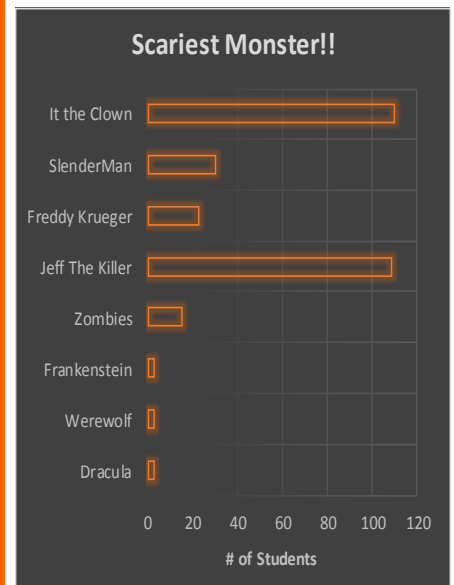 Scariest Monster!!
It the Clown
SlenderMan
Freddy Krueger
Jeff The Killer
Zombies
Frankenstein
Werewolf
Dracula
0 20 40 60 80 100 120
# of Students